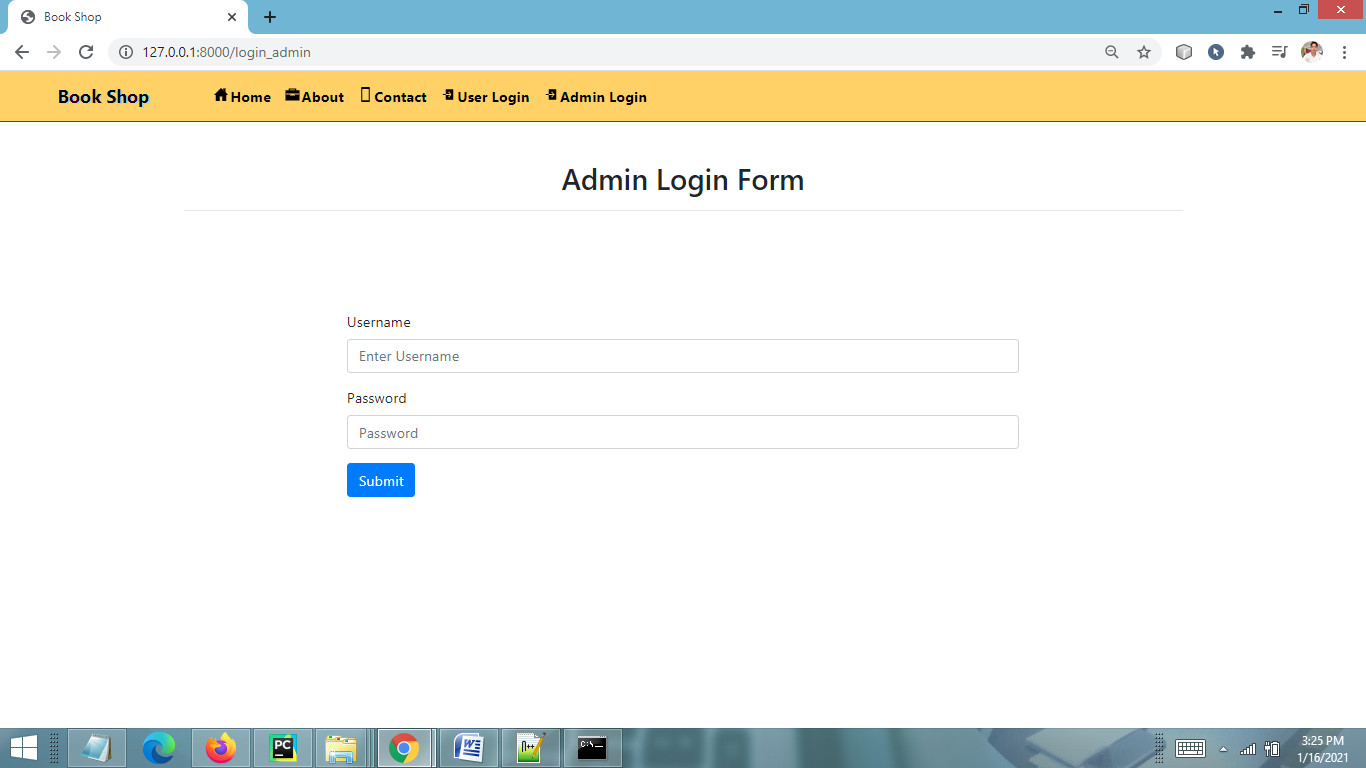 Book Shop
127.0.0.1:8000/login_admin
Book Shop Home About Contact User Login Admin Login
Admin Login Form
Username
Enter Username
Password
Password
Submit
PC
W
C:\
3:25 PM
1/16/2021